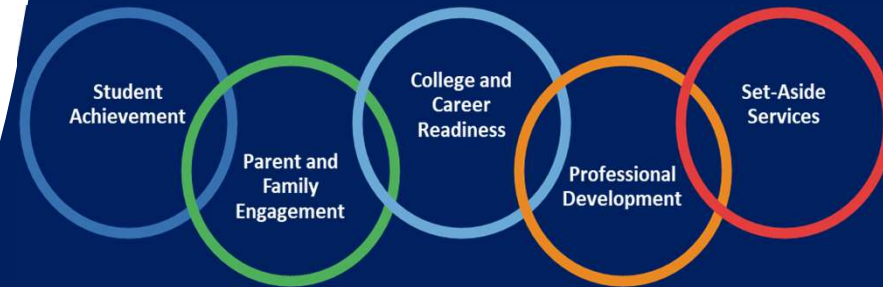 Student
Achievement
Parent and
Family
Engagement
College and
Career
Readiness
Professional
Development
Set-Aside
Services